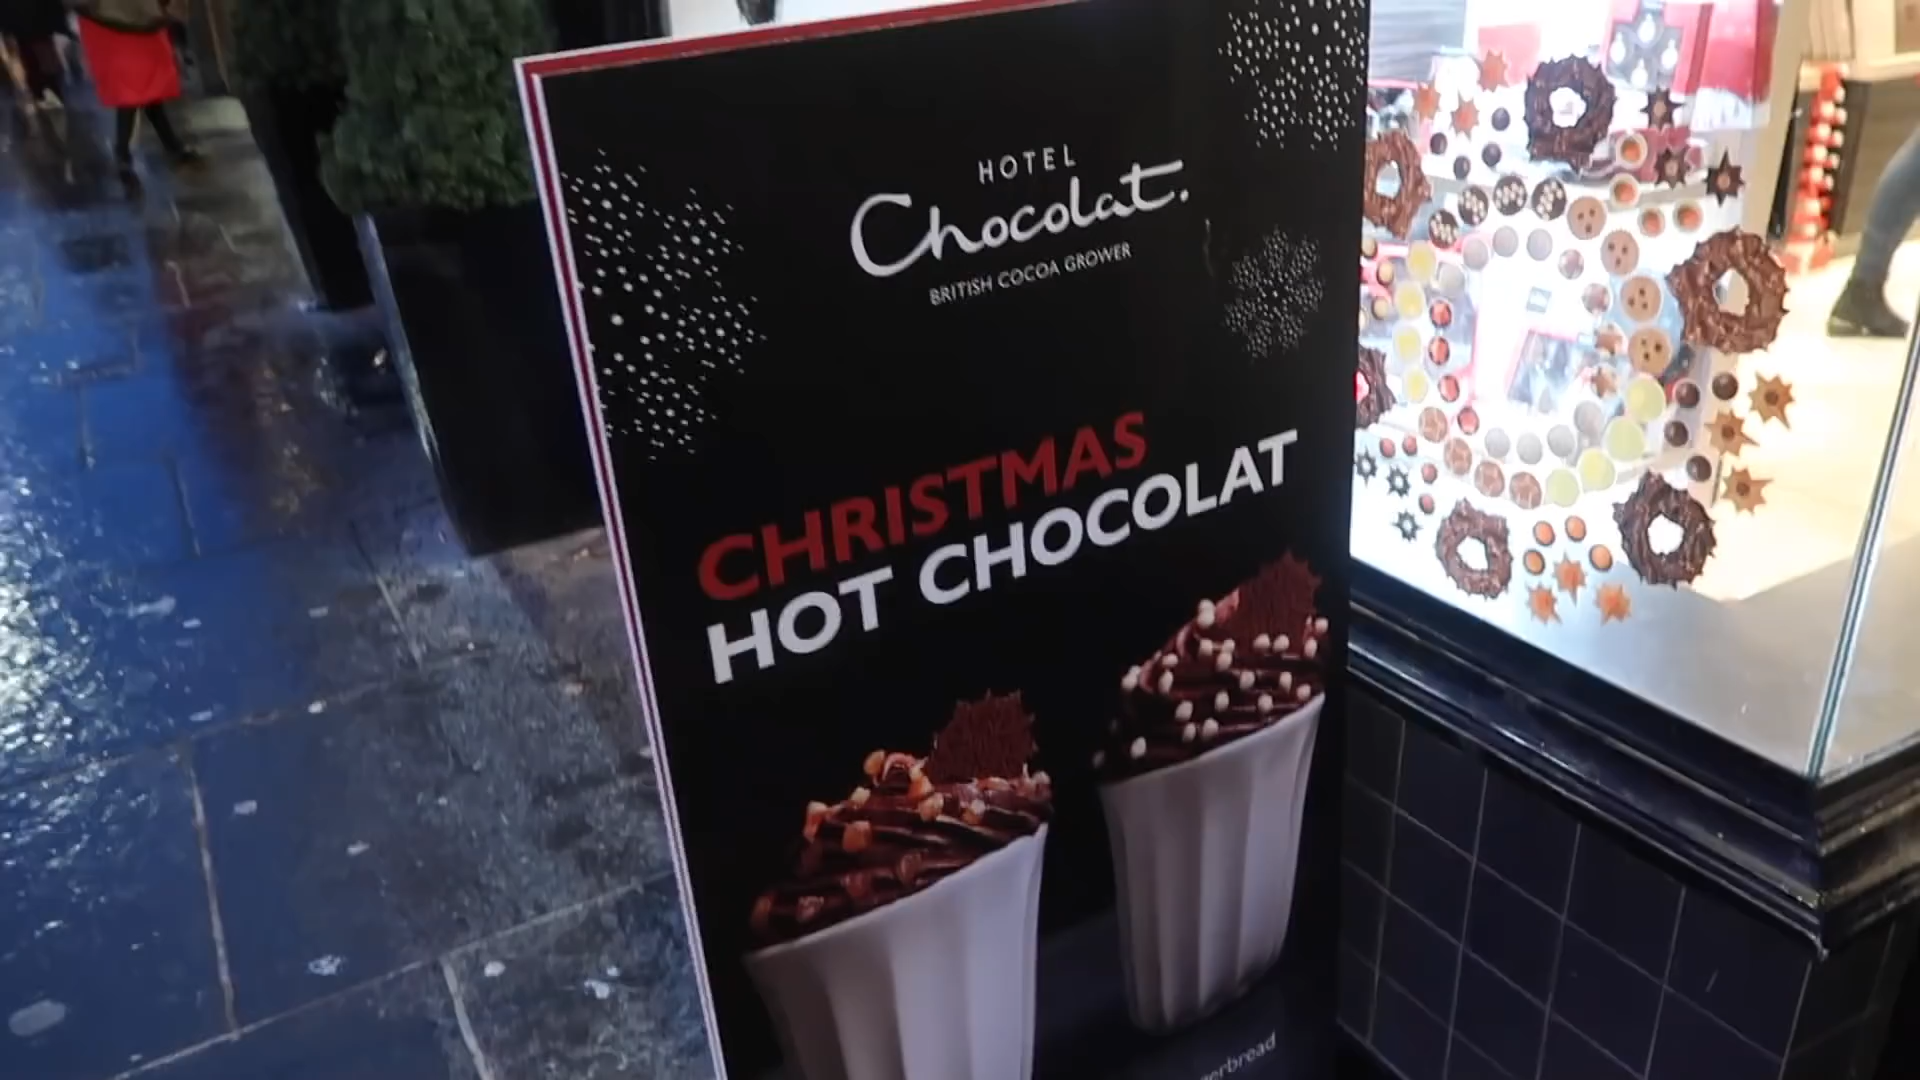 HOTEL
Chocolat.
BRITISH COCOA GROWER
CHRISTMAS
HOT CHOCOLAT